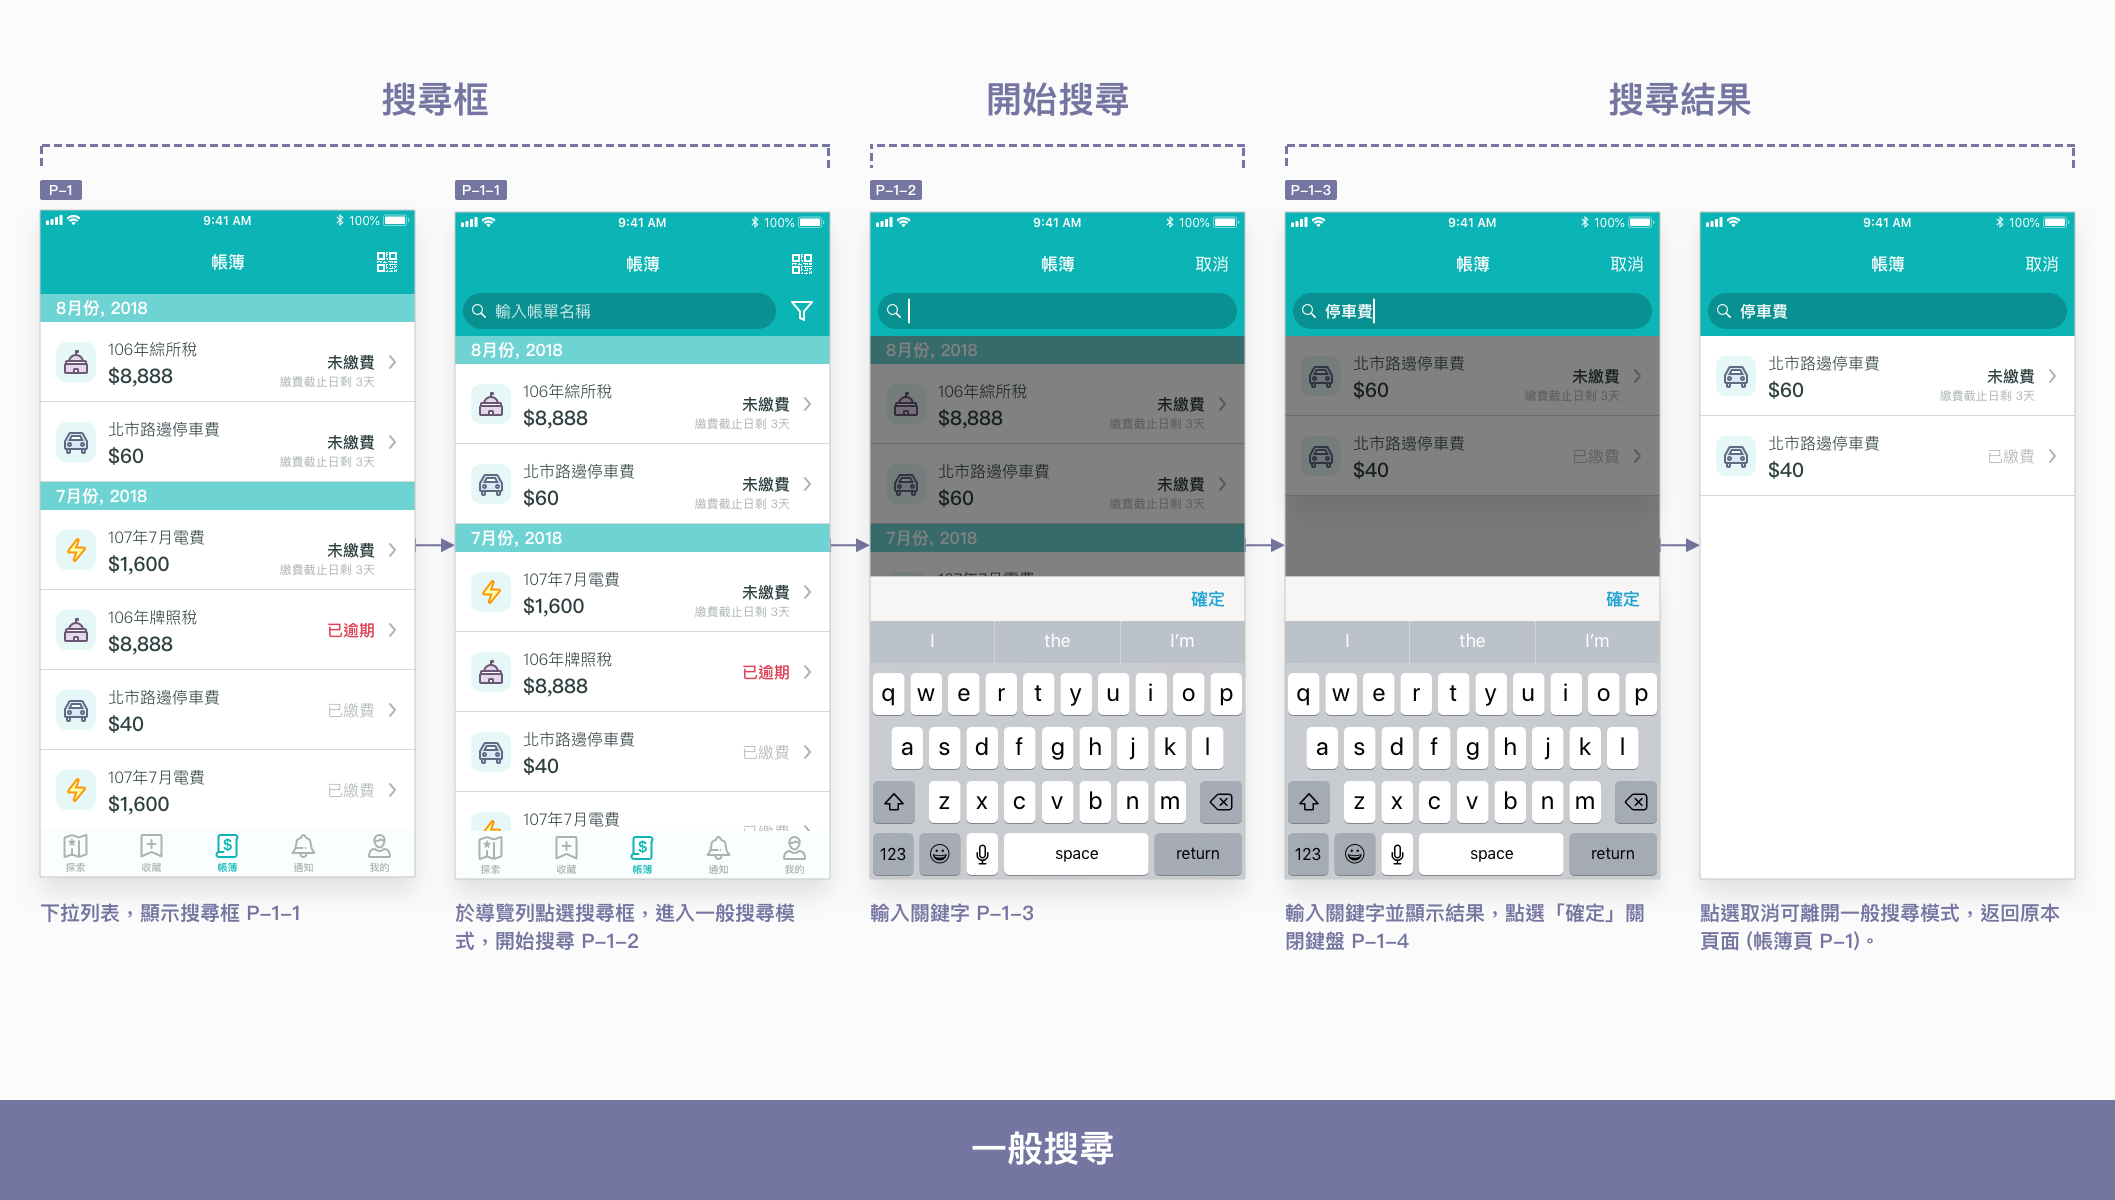 搜尋框
開始搜尋
搜尋結果
P–1
9:41 AM
100%
帳簿
8月份, 2018
106年綜所稅
$8,888
未繳費
繳費截止日剩 3天
北市路邊停車費
$60
未繳費
繳費截止日剩 3天
7月份, 2018
107年7月電費
$1,600
未繳費
繳費截止日剩 3天
106年牌照稅
$8,888
已逾期
北市路邊停車費
$40
已繳費
107年7月電費
$1,600
已繳費
探索
收藏
帳簿
通知
我的
下拉列表，顯示搜尋框 P–1–1
P–1–1
9:41 AM
100%
帳簿
輸入帳單名稱
8月份, 2018
106年綜所稅
$8,888
未繳費
繳費截止日剩 3天
北市路邊停車費
$60
未繳費
繳費截止日剩 3天
7月份, 2018
107年7月電費
$1,600
未繳費
繳費截止日剩 3天
106年牌照稅
$8,888
已逾期
北市路邊停車費
$40
已繳費
107年7月電費
已繳費
探索
收藏
帳簿
通知
我的
於導覽列點選搜尋框，進入一般搜尋模
式，開始搜尋 P–1–2
P–1–2
9:41 AM
100%
帳簿
取消
8月份, 2018
106年綜所稅
$8,888
未繳費
繳費截止日剩 3天
北市路邊停車費
$60
未繳費
繳費截止日剩 3天
7月份, 2018
107年7月電費
確定
I the I'm
q w e r t y u i o p
a s d f g h j k l
z x c v b n m
123 space return
輸入關鍵字 P–1–3
P–1–3
9:41 AM
100%
帳簿
取消
停車費
北市路邊停車費
$60
未繳費
繳費截止日剩 3天
北市路邊停車費
$40
已繳費
確定
I the I'm
q w e r t y u i o p
a s d f g h j k l
z x c v b n m
123 space return
輸入關鍵字並顯示結果，點選「確定」關
閉鍵盤 P–1–4
9:41 AM
100%
帳簿
取消
停車費
北市路邊停車費
$60
未繳費
繳費截止日剩 3天
北市路邊停車費
$40
已繳費
點選取消可離開一般搜尋模式，返回原本
頁面 (帳簿頁 P–1)。
一般搜尋